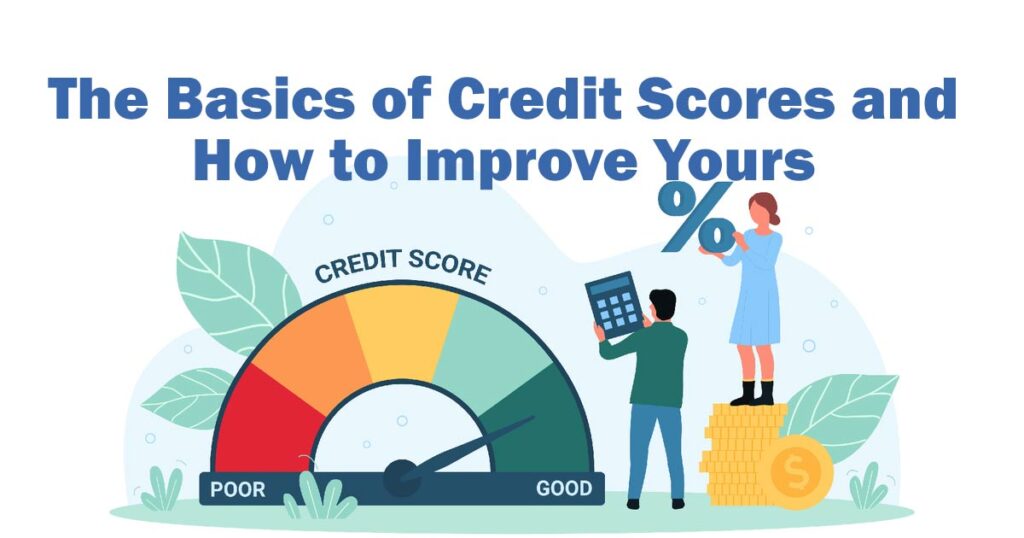 The Basics of Credit Scores and
How to Improve Yours
%
CREDIT SCORE
POOR
GOOD
$